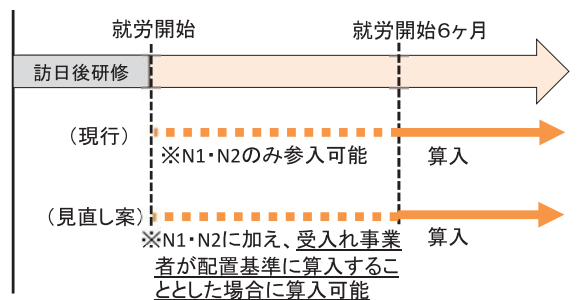 就労開始 就労開始６ヶ月
訪日後研修
（現行）
※N1・N2のみ参入可能 算入
（見直し案）
※N1・N2に加え、受入れ事業 算入
者が配置基準に算入するこ
ととした場合に算入可能